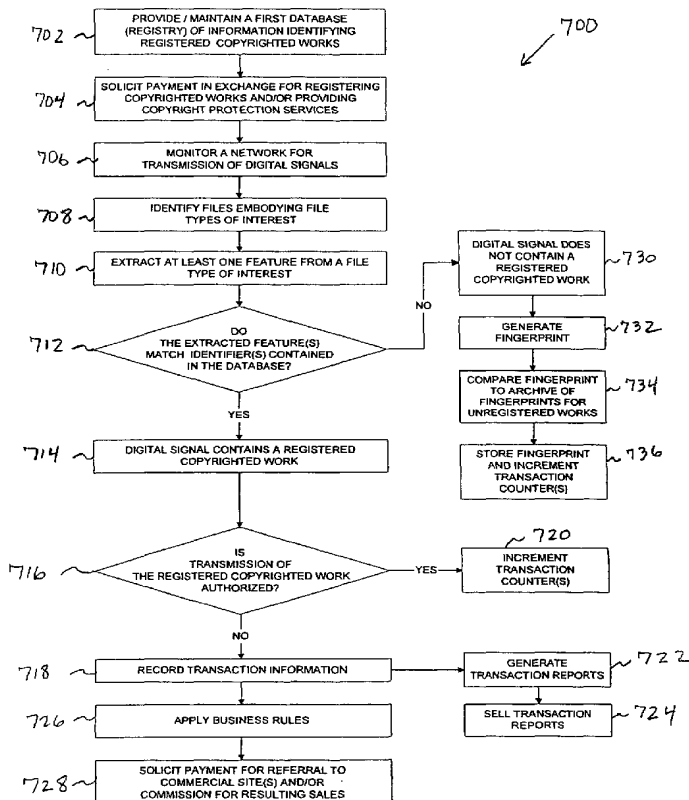 700
702
PROVIDE / MAINTAIN A FIRST DATABASE
(REGISTRY) OF INFORMATION IDENTIFYING
REGISTERED COPYRIGHTED WORKS
704
SOLICIT PAYMENT IN EXCHANGE FOR REGISTERING
COPYRIGHTED WORKS AND/OR PROVIDING
COPYRIGHT PROTECTION SERVICES
706
MONITOR A NETWORK FOR
TRANSMISSION OF DIGITAL SIGNALS
708
IDENTIFY FILES EMBODYING FILE
TYPES OF INTEREST
710
EXTRACT AT LEAST ONE FEATURE FROM A FILE
TYPE OF INTEREST
712
DO
THE EXTRACTED FEATURE(S)
MATCH IDENTIFIER(S) CONTAINED
IN THE DATABASE?
NO
DIGITAL SIGNAL DOES
NOT CONTAIN A
REGISTERED
COPYRIGHTED WORK
730
GENERATE
FINGERPRINT
732
COMPARE FINGERPRINT
TO ARCHIVE OF
FINGERPRINTS FOR
UNREGISTERED WORKS
734
STORE FINGERPRINT
AND INCREMENT
TRANSACTION
COUNTER(S)
736
YES
714
DIGITAL SIGNAL CONTAINS A REGISTERED
COPYRIGHTED WORK
716
IS
TRANSMISSION OF
THE REGISTERED COPYRIGHTED WORK
AUTHORIZED?
YES
720
INCREMENT
TRANSACTION
COUNTER(S)
NO
718
RECORD TRANSACTION INFORMATION
GENERATE
TRANSACTION REPORTS
722
SELL TRANSACTION
REPORTS
724
726
APPLY BUSINESS RULES
728
SOLICIT PAYMENT FOR REFERRAL TO
COMMERCIAL SITE(S) AND/OR
COMMISSION FOR RESULTING SALES